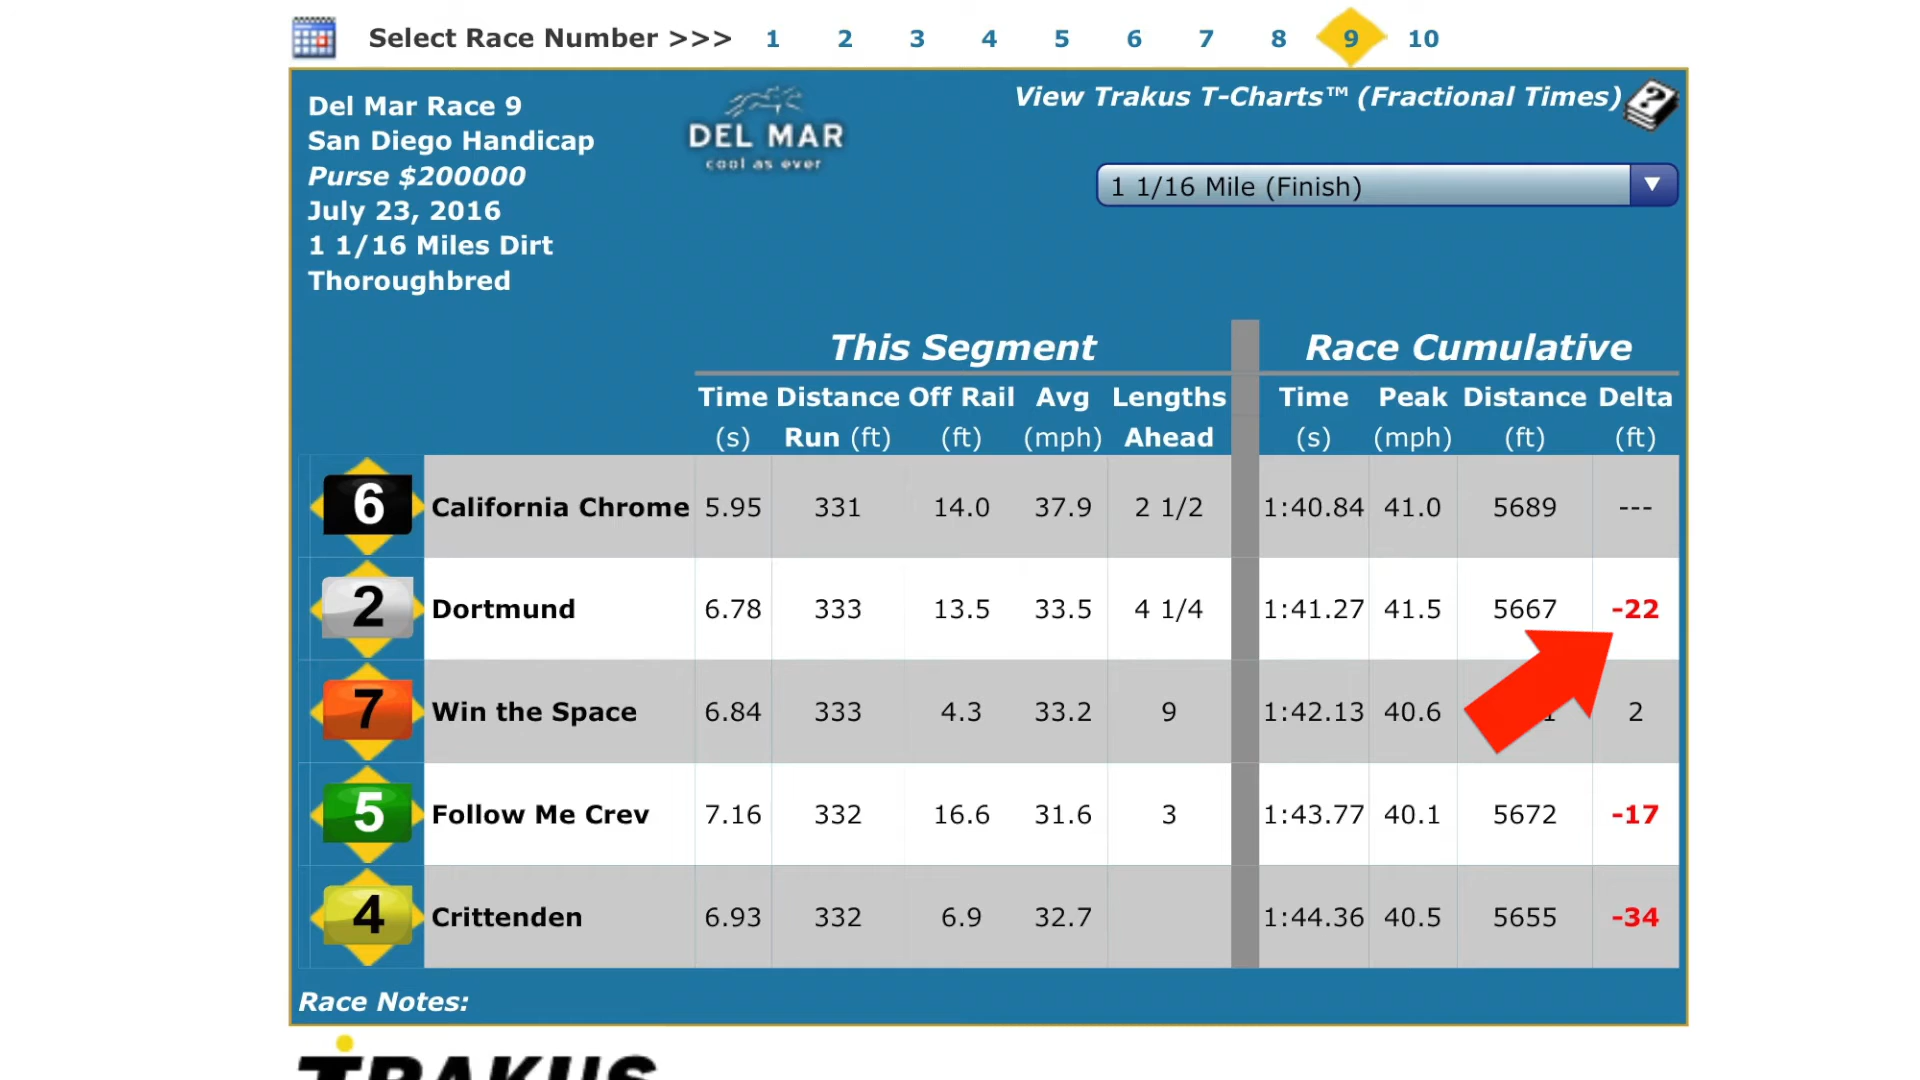 Select Race Number >>> 1 2 3 4 5 6 7 8 9 10
Del Mar Race 9
San Diego Handicap
Purse $200000
July 23, 2016
1 1/16 Miles Dirt
Thoroughbred
DEL MAR
cool as ever
View Trakus T-Charts™ (Fractional Times)
?
1 1/16 Mile (Finish)
This Segment Race Cumulative
Time Distance Off Rail Avg Lengths Time Peak Distance Delta
(s) Run (ft) (ft) (mph) Ahead (s) (mph) (ft) (ft)
6 California Chrome 5.95 331 14.0 37.9 2 1/2 1:40.84 41.0 5689 ---
2 Dortmund 6.78 333 13.5 33.5 4 1/4 1:41.27 41.5 5667 -22
7 Win the Space 6.84 333 4.3 33.2 9 1:42.13 40.6 2
5 Follow Me Crev 7.16 332 16.6 31.6 3 1:43.77 40.1 5672 -17
4 Crittenden 6.93 332 6.9 32.7 1:44.36 40.5 5655 -34
Race Notes:
TRAKUS